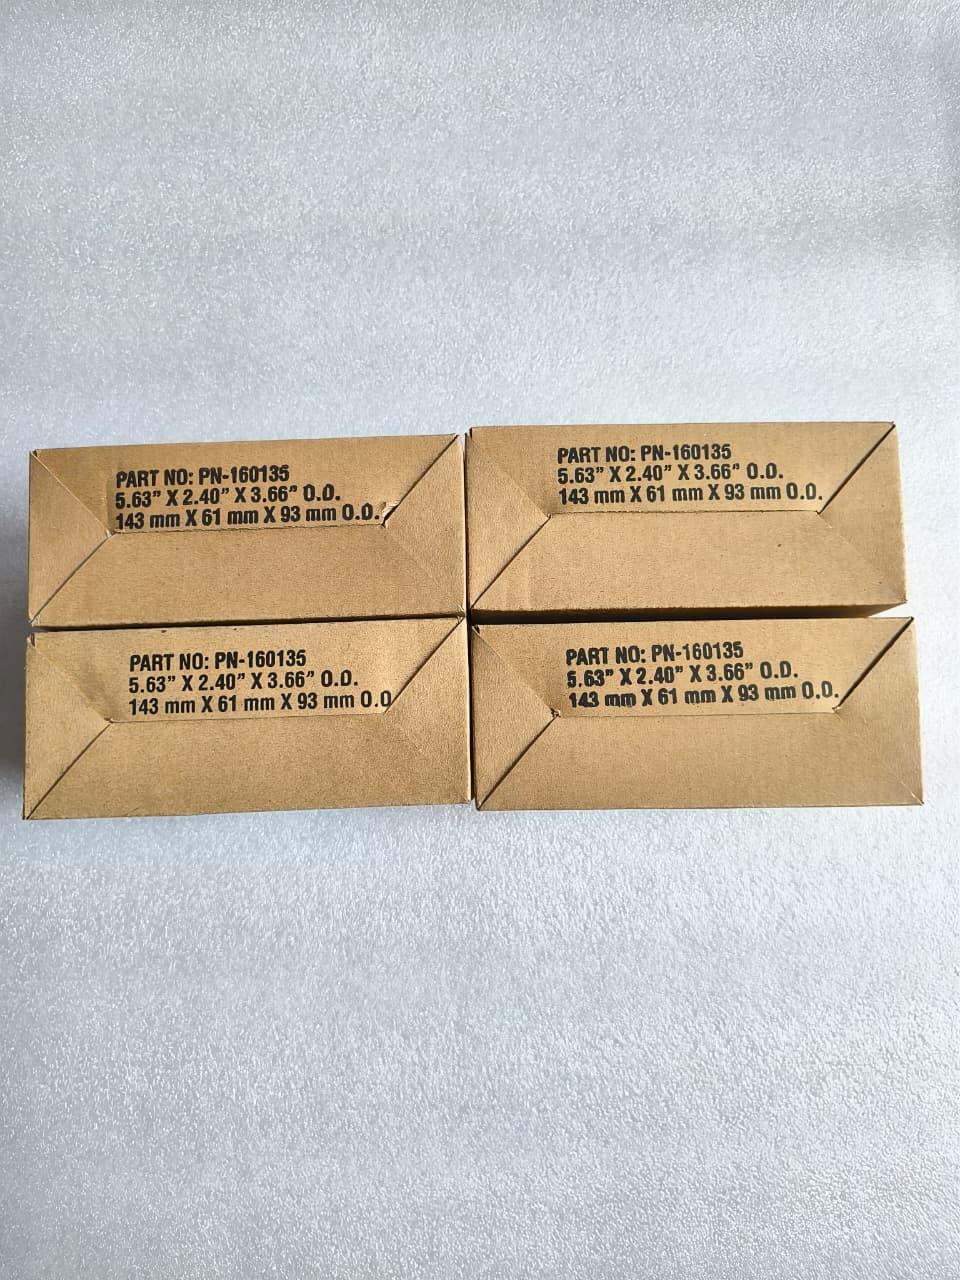 PART NO: PN-160135
5.63” X 2.40” X 3.66” O.D.
143 mm X 61 mm X 93 mm O.D.
PART NO: PN-160135
5.63” X 2.40” X 3.66” O.D.
143 mm X 61 mm X 93 mm O.D.
PART NO: PN-160135
5.63” X 2.40” X 3.66” O.D.
143 mm X 61 mm X 93 mm O.D
PART NO: PN-160135
5.63” X 2.40” X 3.66” O.D.
143 mm X 61 mm X 93 mm O.D.